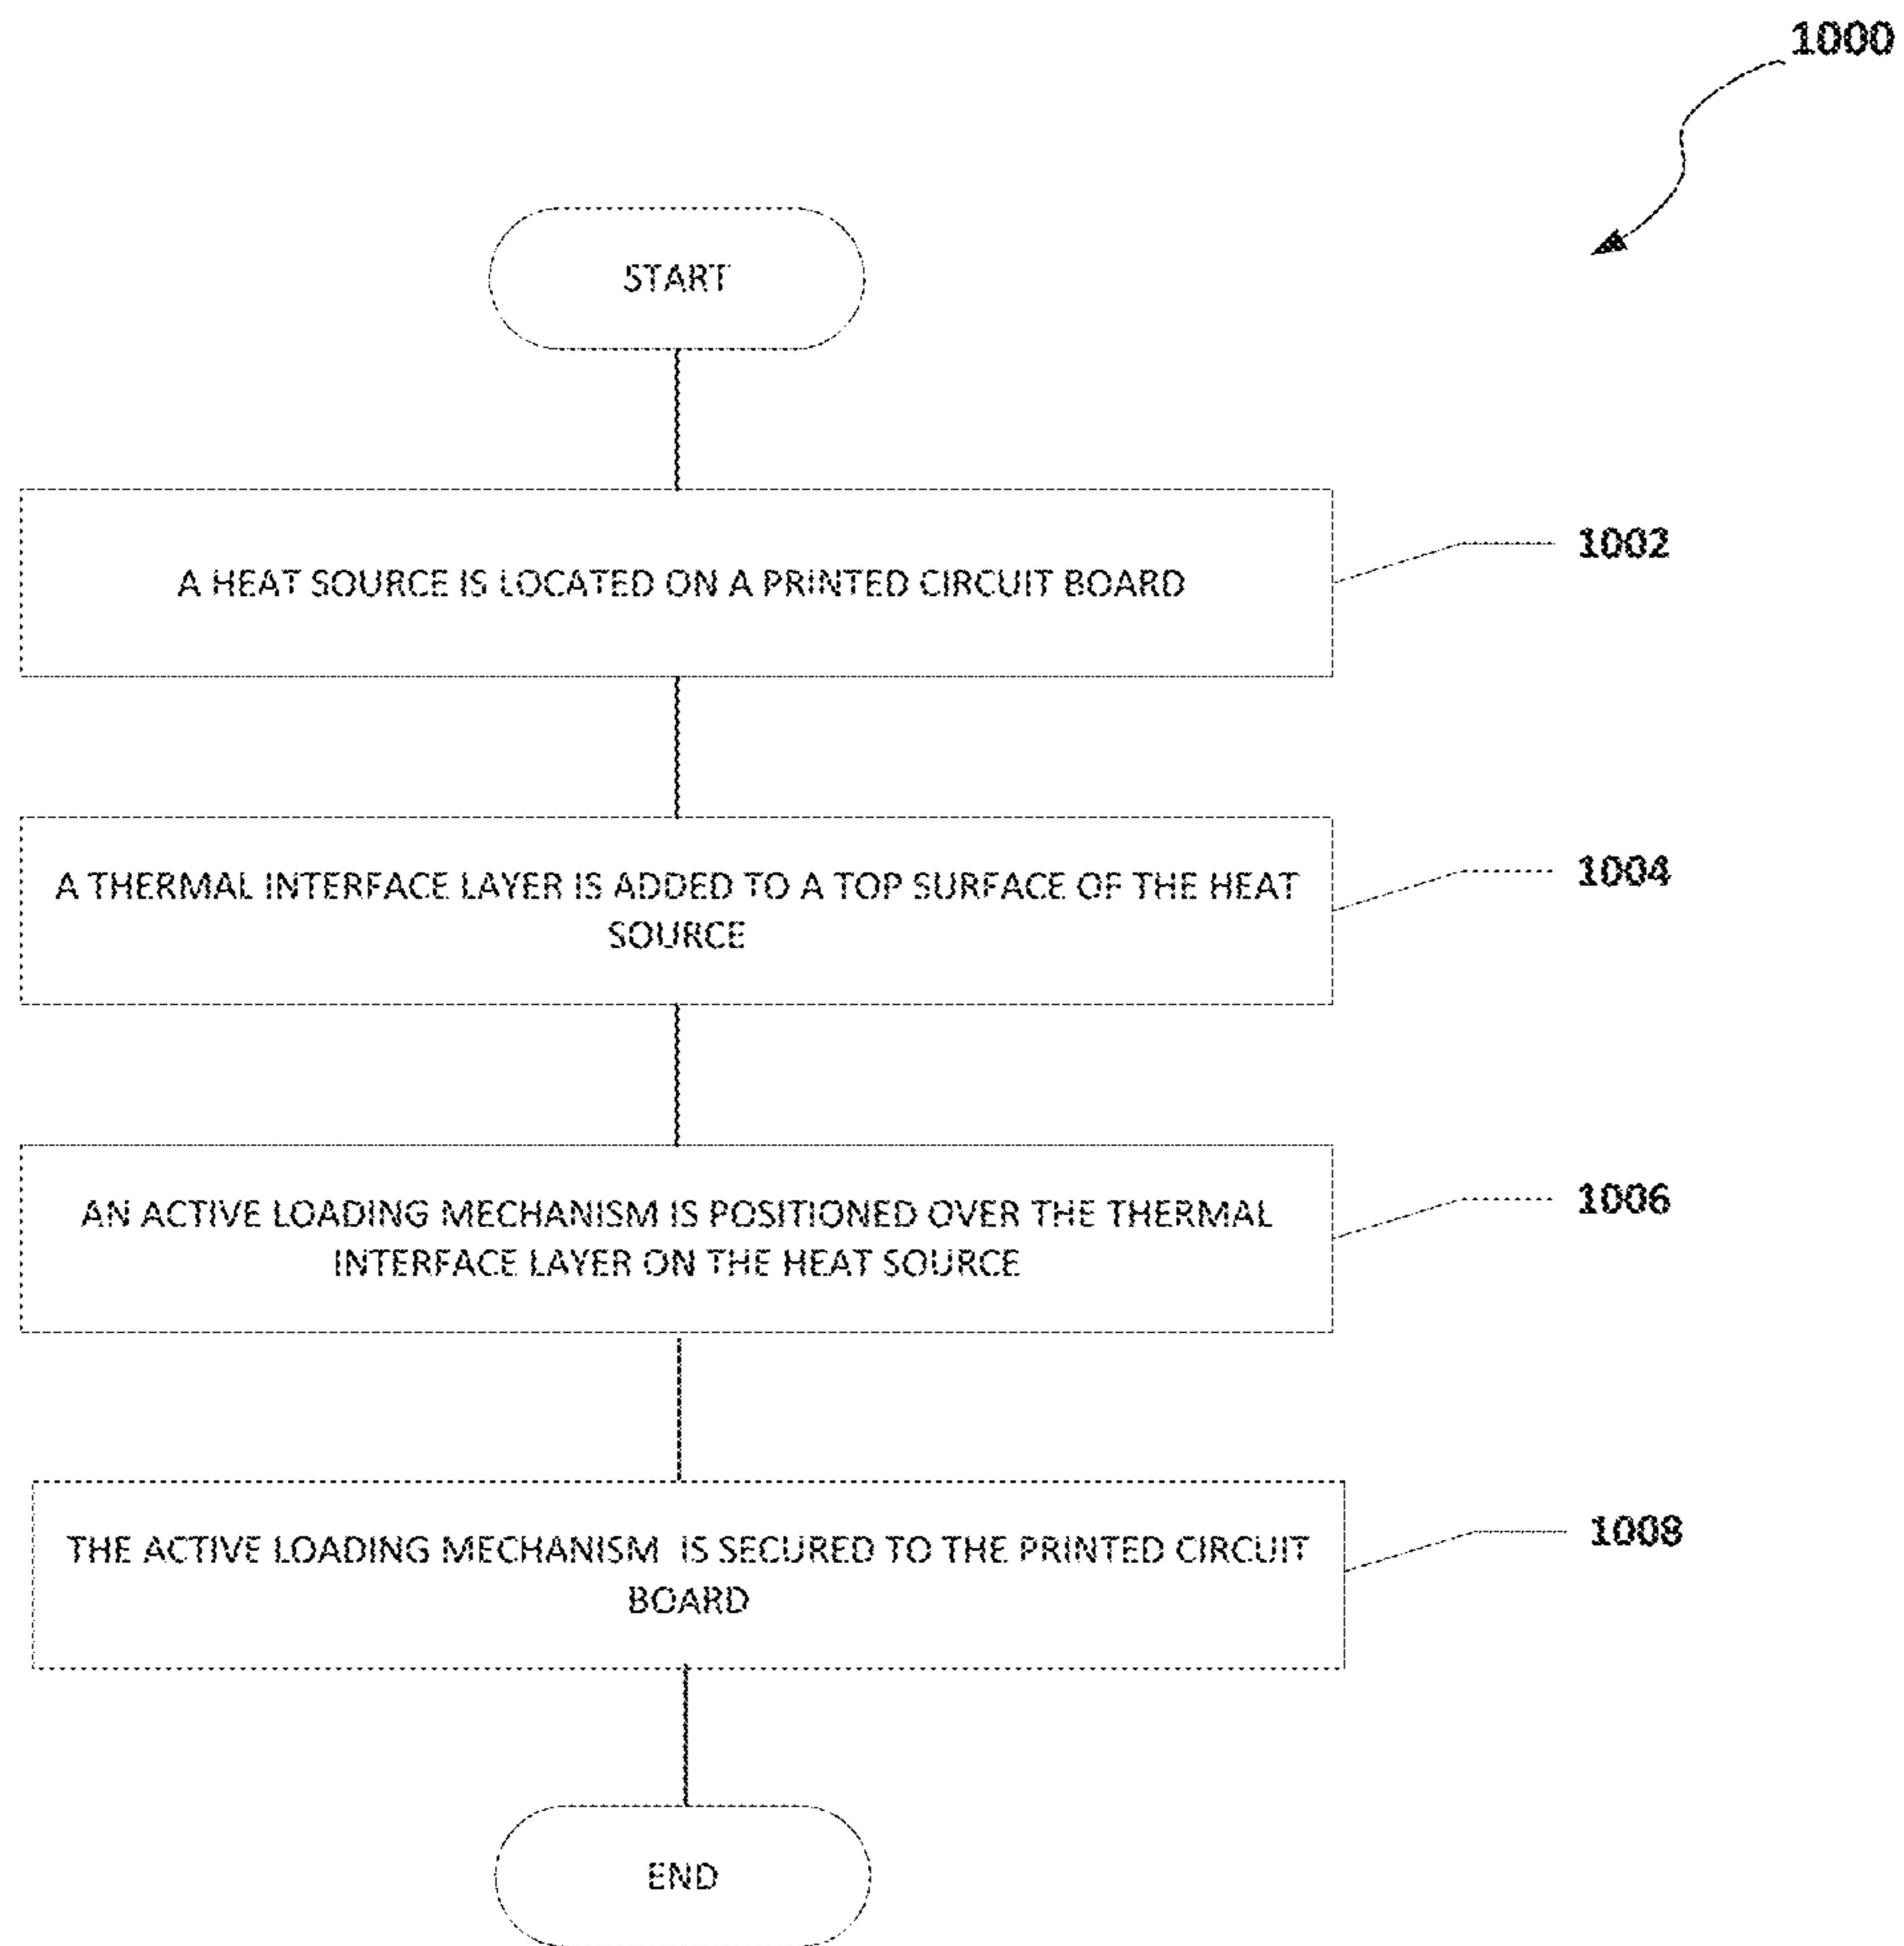 1000
START
A HEAT SOURCE IS LOCATED ON A PRINTED CIRCUIT BOARD
1002
A THERMAL INTERFACE LAYER IS ADDED TO A TOP SURFACE OF THE HEAT
SOURCE
1004
AN ACTIVE LOADING MECHANISM IS POSITIONED OVER THE THERMAL
INTERFACE LAYER ON THE HEAT SOURCE
1006
THE ACTIVE LOADING MECHANISM IS SECURED TO THE PRINTED CIRCUIT
BOARD
1008
END